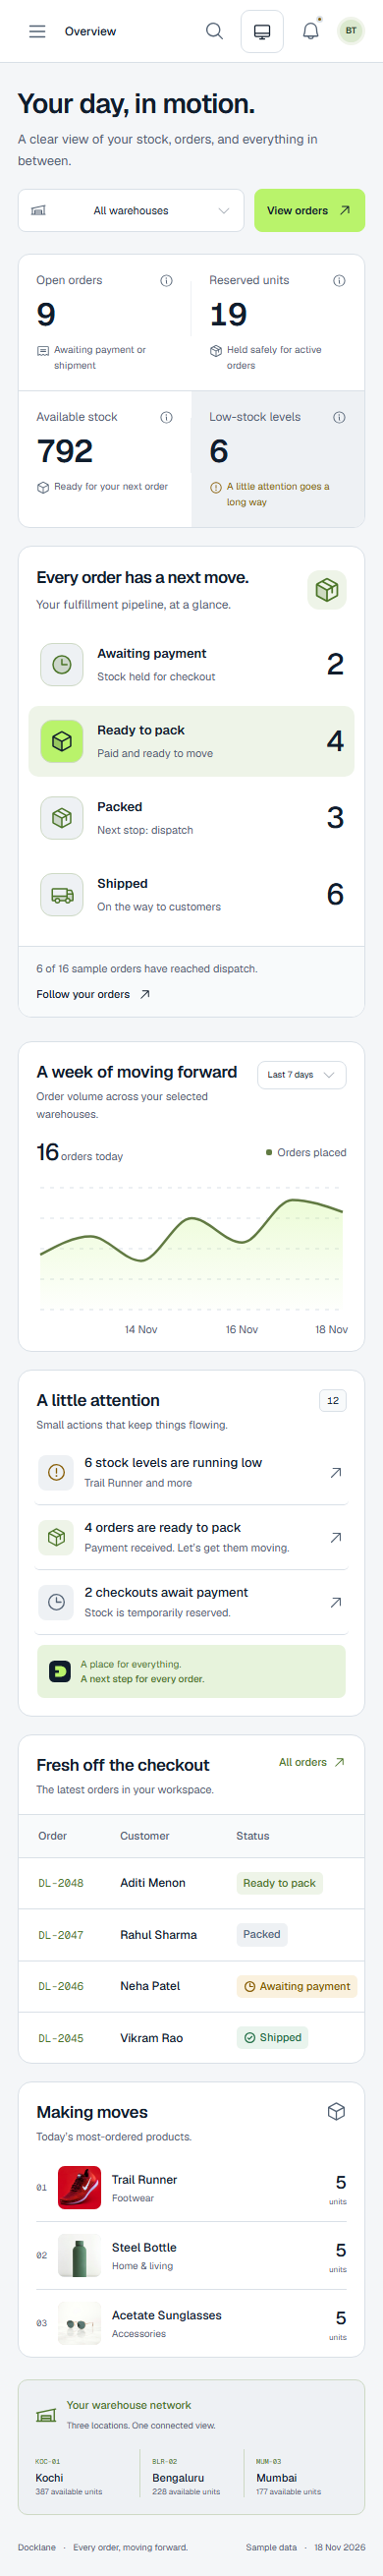 Overview
BT
Your day, in motion.
A clear view of your stock, orders, and everything in
between.
All warehouses
View orders
Open orders
9
Awaiting payment or
shipment
Reserved units
19
Held safely for active
orders
Available stock
792
Ready for your next order
Low-stock levels
6
A little attention goes a
long way
Every order has a next move.
Your fulfillment pipeline, at a glance.
Awaiting payment
Stock held for checkout
2
Ready to pack
Paid and ready to move
4
Packed
Next stop: dispatch
3
Shipped
On the way to customers
6
6 of 16 sample orders have reached dispatch.
Follow your orders
A week of moving forward
Last 7 days
Order volume across your selected
warehouses.
16 orders today
Orders placed
14 Nov 16 Nov 18 Nov
A little attention
12
Small actions that keep things flowing.
6 stock levels are running low
Trail Runner and more
4 orders are ready to pack
Payment received. Let's get them moving.
2 checkouts await payment
Stock is temporarily reserved.
A place for everything.
A next step for every order.
Fresh off the checkout
All orders
The latest orders in your workspace.
Order Customer Status
DL-2048 Aditi Menon Ready to pack
DL-2047 Rahul Sharma Packed
DL-2046 Neha Patel Awaiting payment
DL-2045 Vikram Rao Shipped
Making moves
Today's most-ordered products.
01 Trail Runner 5
Footwear units
02 Steel Bottle 5
Home & living units
03 Acetate Sunglasses 5
Accessories units
Your warehouse network
Three locations. One connected view.
KOC-01 BLR-02 MUM-03
Kochi Bengaluru Mumbai
387 available units 228 available units 177 available units
Docklane · Every order, moving forward. Sample data · 18 Nov 2026